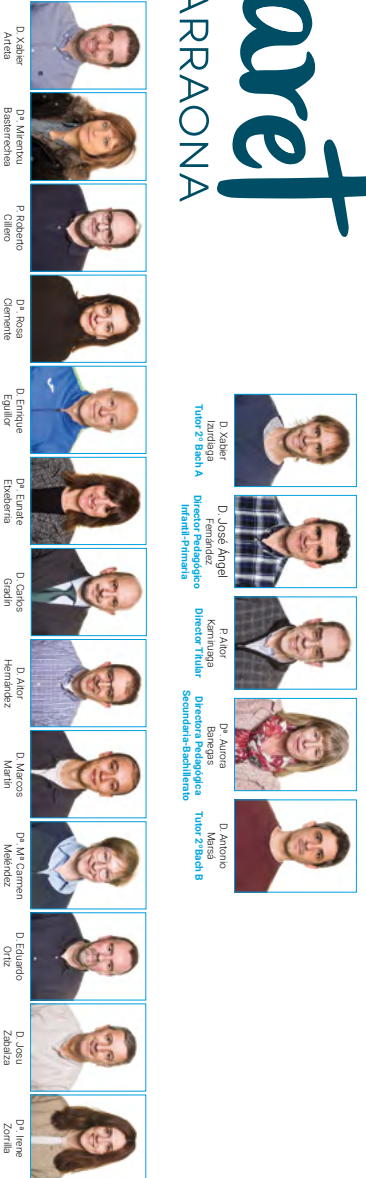 aret
ARRAONA
D. Xabier
Izurdiaga
Tutor 2º Bach A
D. José Ángel
Fernández
Director Pedagógico
Infantil-Primaria
P. Aitor
Kamiruaga
Director Titular
Dª. Aurora
Banegas
Directora Pedagógica
Secundaria-Bachillerato
D. Antonio
Marsá
Tutor 2º Bach B
D. Xabier
Arteta
Dª. Mirentxu
Basterrechea
P. Roberto
Cillero
Dª. Rosa
Clemente
D. Enrique
Eguillor
Dª. Eunate
Etxeberria
D. Carlos
Gradín
D. Aitor
Hernández
D. Marcos
Martín
Dª. Mª Carmen
Meléndez
D. Eduardo
Ortiz
D. Josu
Zabalza
Dª. Irene
Zorrilla